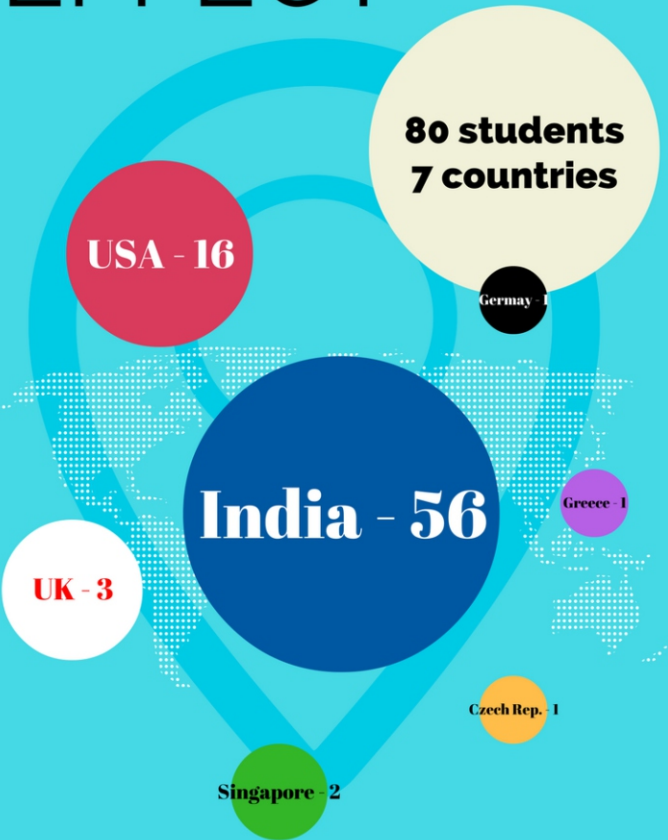 80 students
7 countries
USA - 16
Germay - 1
India - 56
Greece - 1
UK - 3
Czech Rep. - 1
Singapore - 2